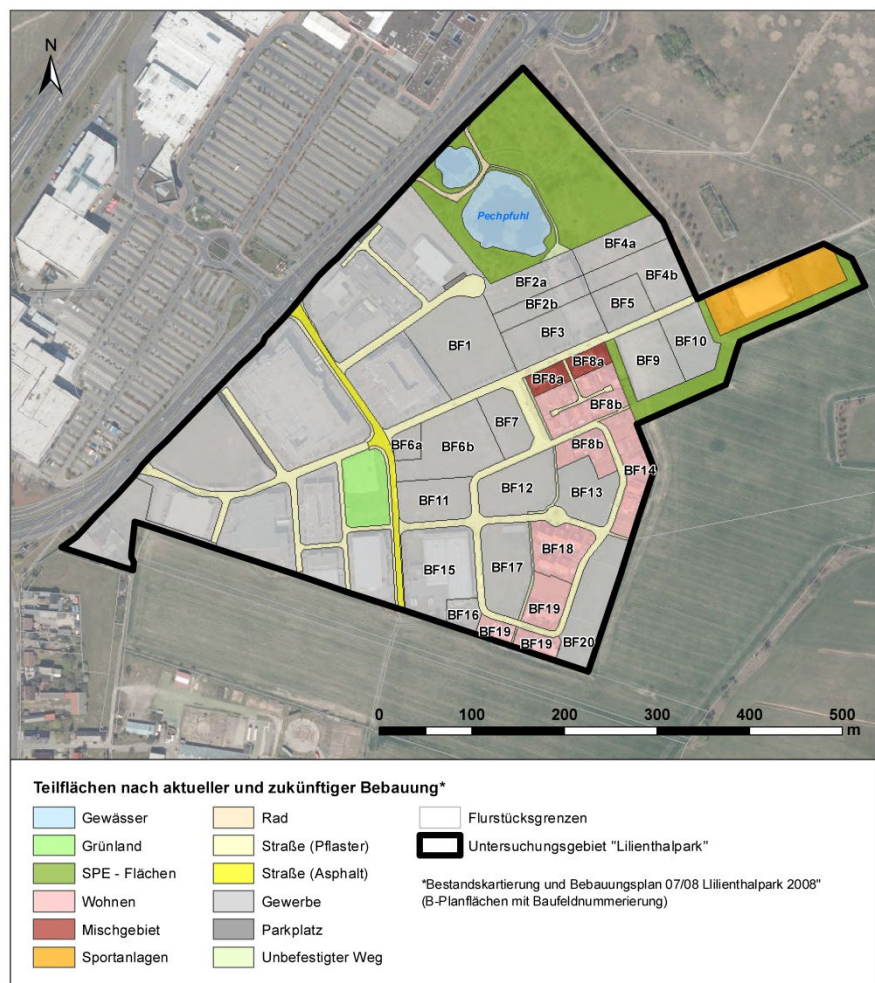 N
Pechpfuhl
BF4a
BF2a
BF4b
BF2b
BF5
BF3
BF1
BF10
BF8a
BF9
BF8a
BF8b
BF7
BF6a
BF6b
BF8b
BF14
BF12
BF11
BF13
BF18
BF15
BF17
BF19
BF16
BF19
BF19
BF20
0 100 200 300 400 500
m
Teilflächen nach aktueller und zukünftiger Bebauung*
Gewässer
Grünland
SPE - Flächen
Wohnen
Mischgebiet
Sportanlagen
Rad
Straße (Pflaster)
Straße (Asphalt)
Gewerbe
Parkplatz
Unbefestigter Weg
Flurstücksgrenzen
Untersuchungsgebiet "Lilienthalpark"
*Bestandskartierung und Bebauungsplan 07/08 Llilienthalpark 2008"
(B-Planflächen mit Baufeldnummerierung)